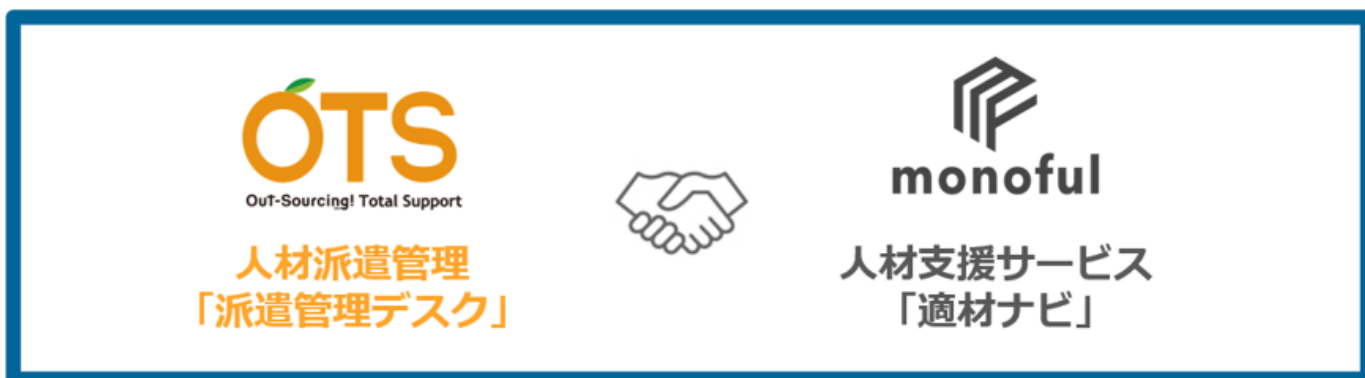 OTS
OuT-Sourcing! Total Support
人材派遣管理
「派遣管理デスク」
monoful
人材支援サービス
「適材ナビ」